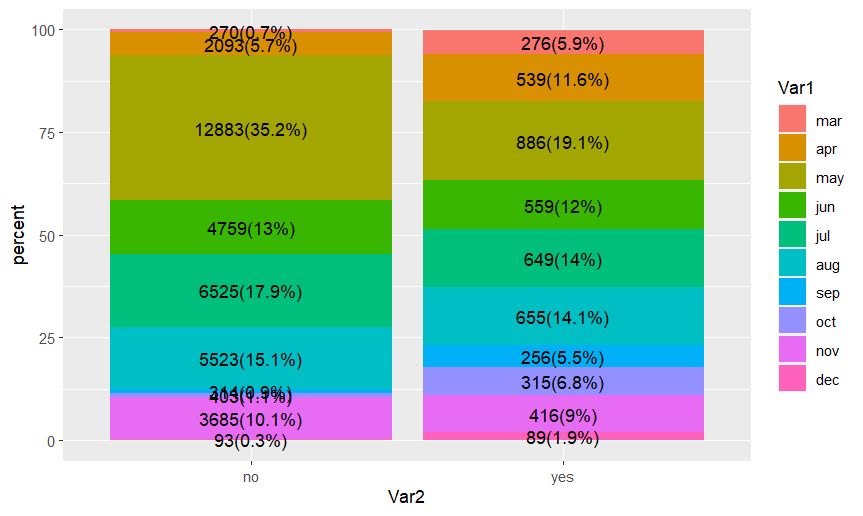 100
75
50
25
0
percent
270(0.7%)
2093(5.7%)
12883(35.2%)
4759(13%)
6525(17.9%)
5523(15.1%)
314(0.9%)
403(1.1%)
3685(10.1%)
93(0.3%)
276(5.9%)
539(11.6%)
886(19.1%)
559(12%)
649(14%)
655(14.1%)
256(5.5%)
315(6.8%)
416(9%)
89(1.9%)
no
yes
Var2
Var1
mar
apr
may
jun
jul
aug
sep
oct
nov
dec